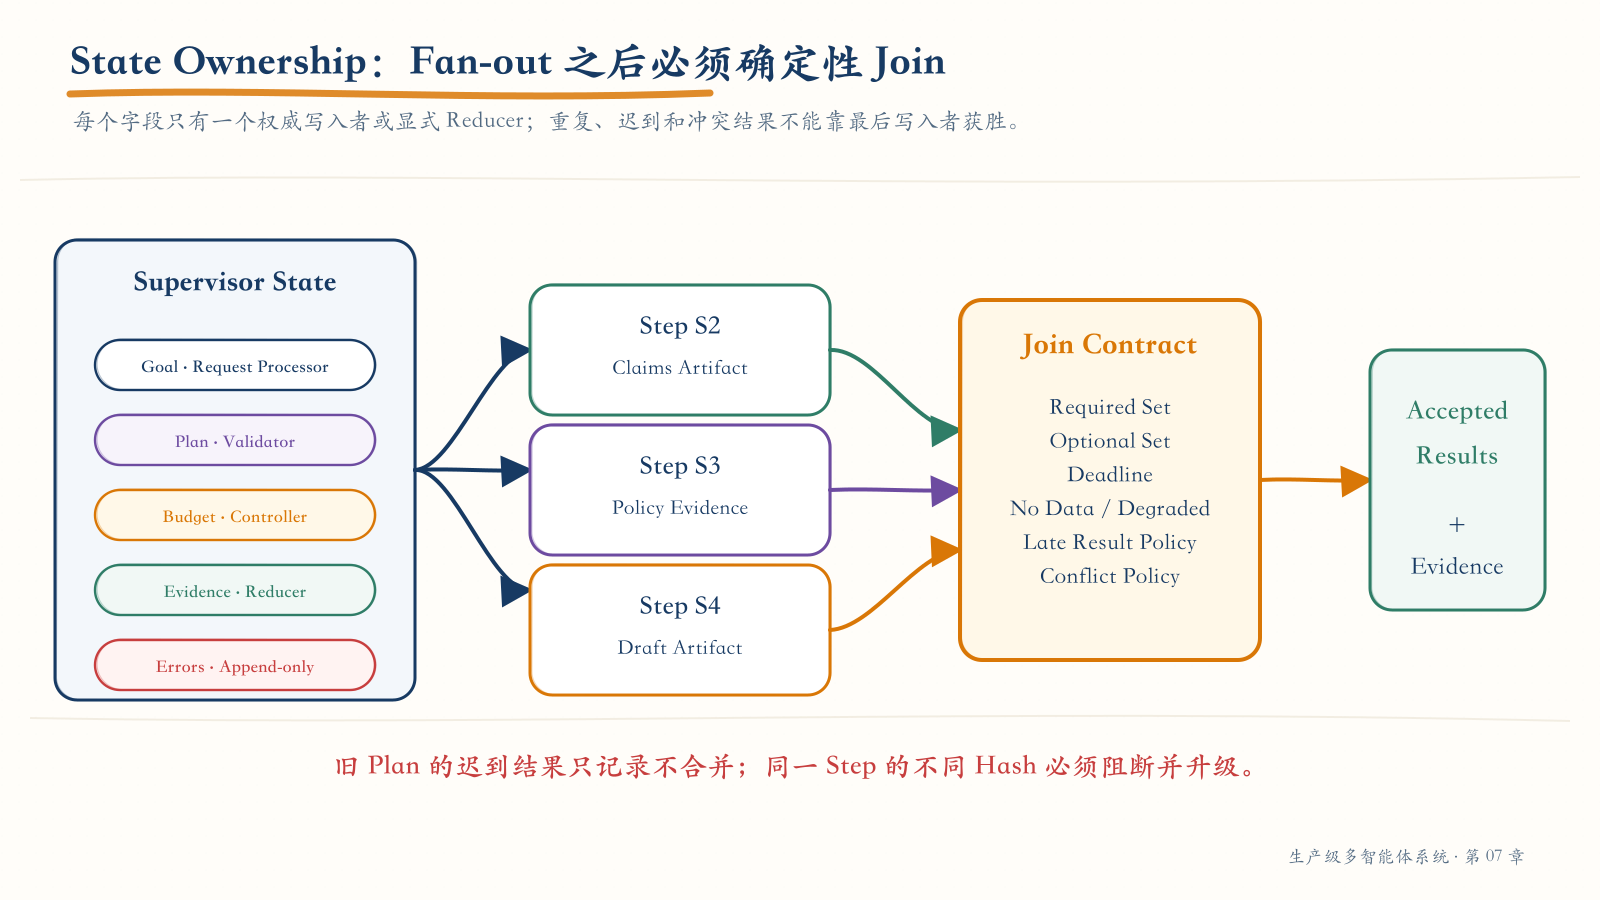 State Ownership：Fan-out 之后必须确定性 Join
每个字段只有一个权威写入者或显式 Reducer；重复、迟到和冲突结果不能靠最后写入者获胜。
Supervisor State
Goal · Request Processor
Plan · Validator
Budget · Controller
Evidence · Reducer
Errors · Append-only
Step S2
Claims Artifact
Step S3
Policy Evidence
Step S4
Draft Artifact
Join Contract
Required Set
Optional Set
Deadline
No Data / Degraded
Late Result Policy
Conflict Policy
Accepted
Results
+
Evidence
旧 Plan 的迟到结果只记录不合并；同一 Step 的不同 Hash 必须阻断并升级。
生产级多智能体系统 · 第 07 章